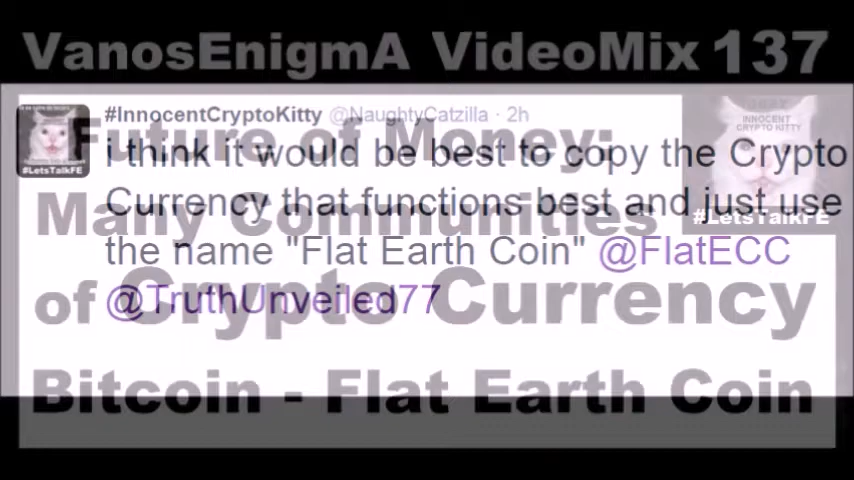 VanosEnigmA VideoMix 137
#InnocentCryptoKitty @NaughtyCatzilla · 2h
i think it would be best to copy the Crypto
Currency that functions best and just use
the name "Flat Earth Coin" @FlatECC
@TruthUnveiled77
#LetsTalkFE
INNOCENT
CRYPTO KITTY
#LetsTalkFE
Future of Money:
Many Communities
of Crypto Currency
Bitcoin - Flat Earth Coin